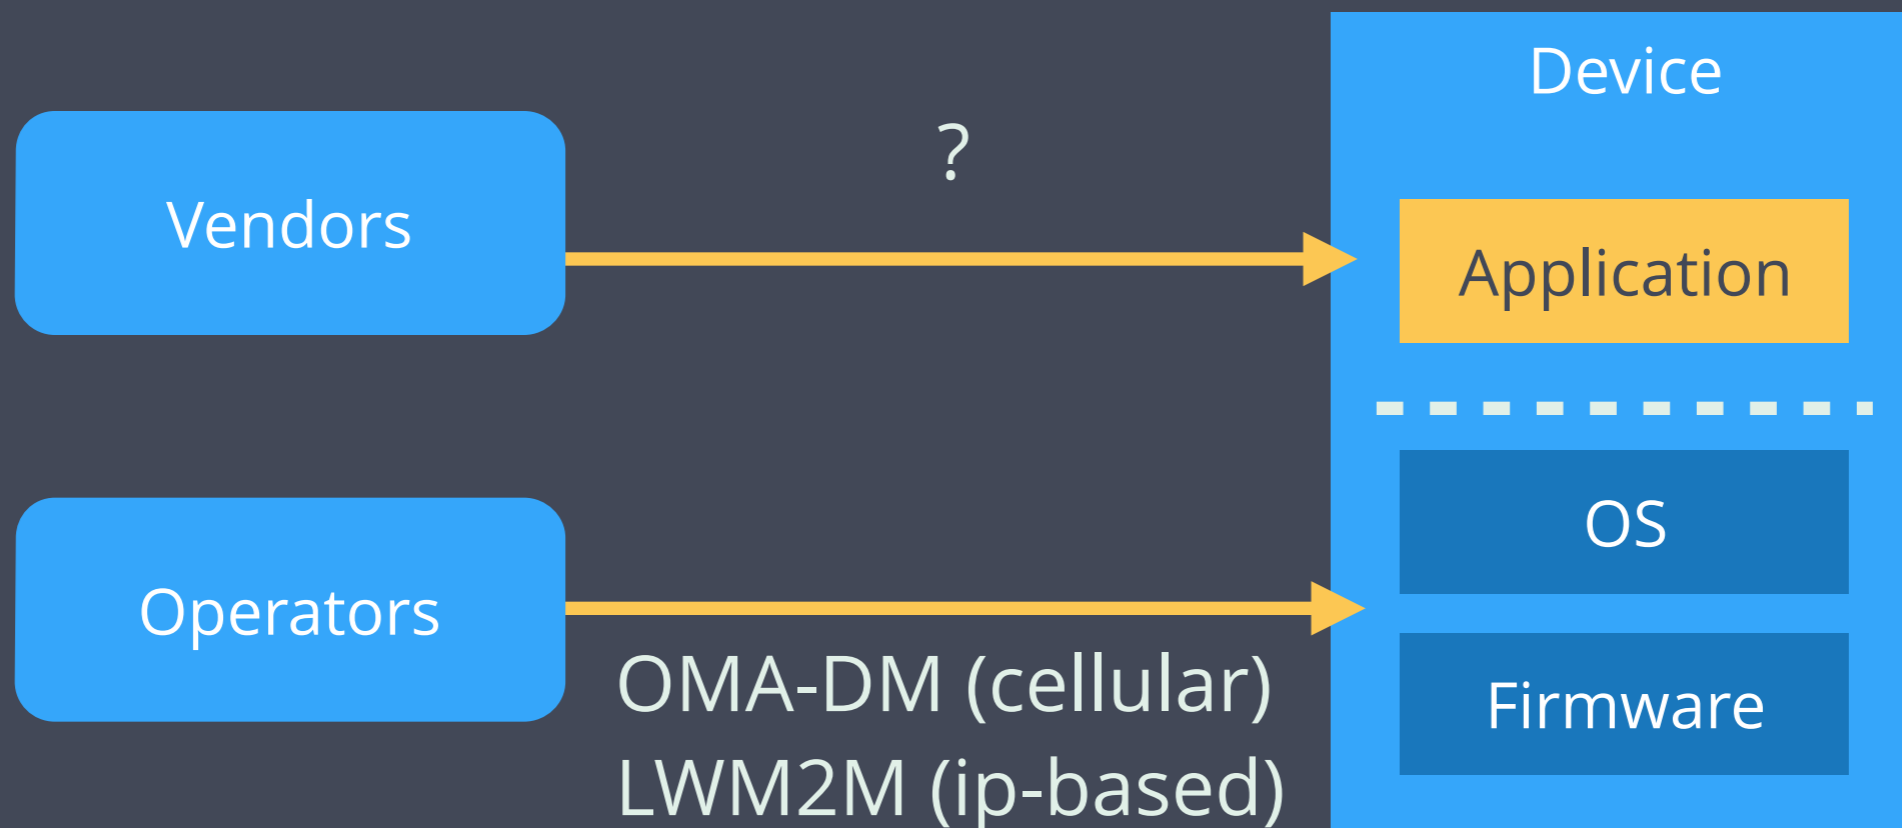 Device
?
Vendors
Application
OS
Operators
OMA-DM (cellular)
Firmware
LWM2M (ip-based)